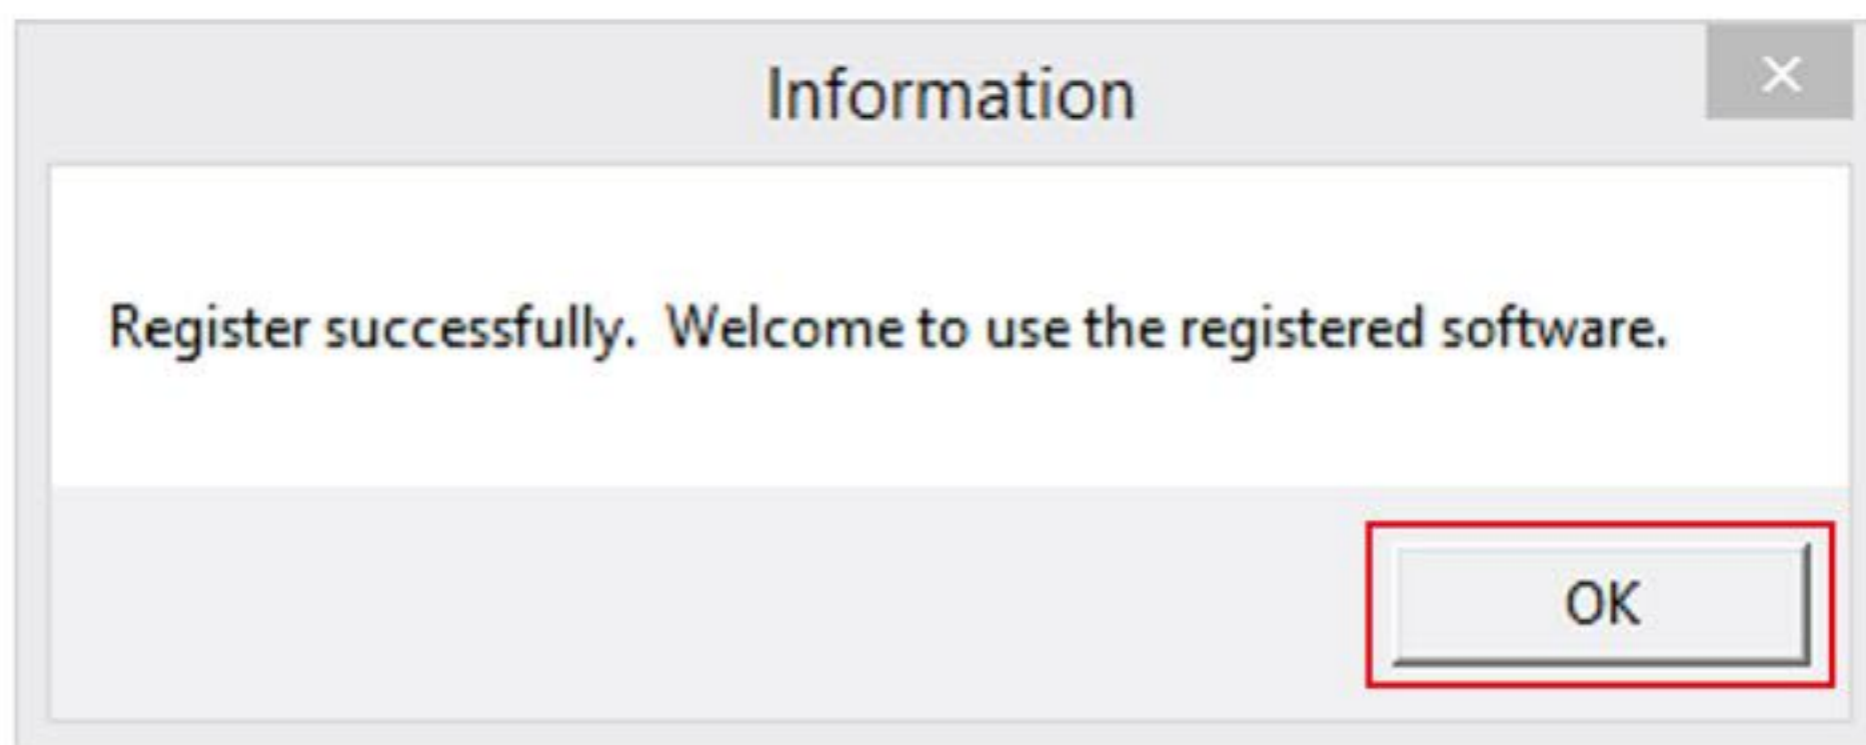 Information
Register successfully.  Welcome to use the registered software.
OK